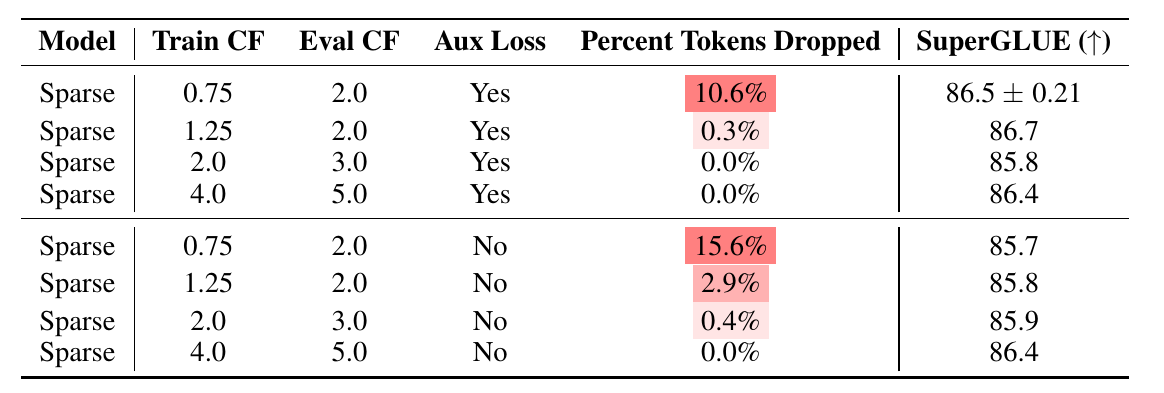 Model Train CF Eval CF Aux Loss Percent Tokens Dropped SuperGLUE (↑)
Sparse 0.75 2.0 Yes 10.6% 86.5 ± 0.21
Sparse 1.25 2.0 Yes 0.3% 86.7
Sparse 2.0 3.0 Yes 0.0% 85.8
Sparse 4.0 5.0 Yes 0.0% 86.4
Sparse 0.75 2.0 No 15.6% 85.7
Sparse 1.25 2.0 No 2.9% 85.8
Sparse 2.0 3.0 No 0.4% 85.9
Sparse 4.0 5.0 No 0.0% 86.4